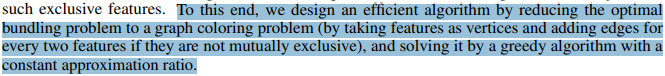 such exclusive features. To this end, we design an efficient algorithm by reducing the optimal
bundling problem to a graph coloring problem (by taking features as vertices and adding edges for
every two features if they are not mutually exclusive), and solving it by a greedy algorithm with a
constant approximation ratio.